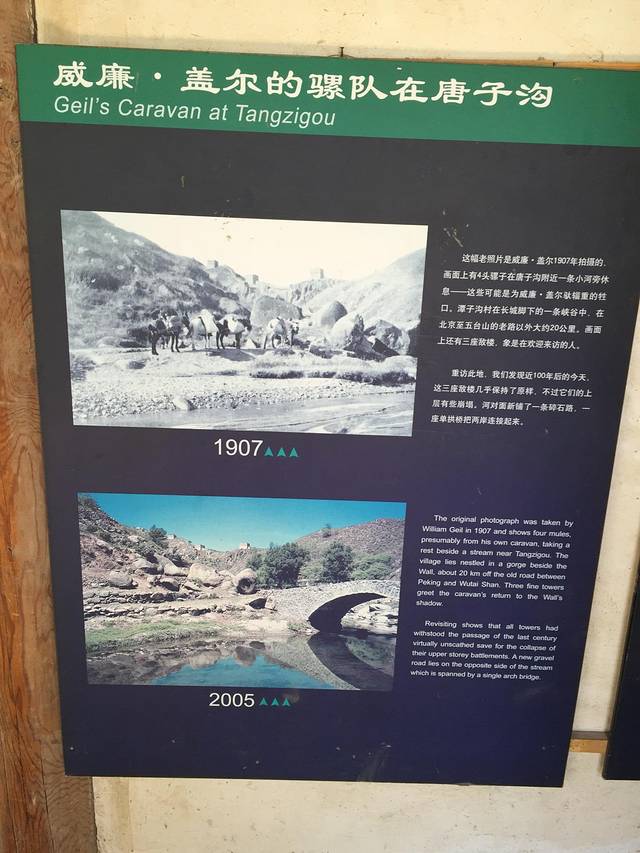 威廉·盖尔的骡队在唐子沟
Geil's Caravan at Tangzigou
这幅老照片是威廉·盖尔1907年拍摄的,
画面上有4头骡子在唐子沟附近一条小河旁休
息——这些可能是为威廉·盖尔驮辎重的牲
口。潭子沟村在长城脚下的一条峡谷中,在
北京至五台山的老路以外大约20公里。画面
上还有三座敌楼,象是在欢迎来访的人。
重访此地,我们发现近100年后的今天,
这三座敌楼几乎保持了原样,不过它们的上
层有些崩塌。河对面新铺了一条碎石路,一
座单拱桥把两岸连接起来。
1907
The original photograph was taken by
William Geil in 1907 and shows four mules,
presumably from his own caravan, taking a
rest beside a stream near Tangzigou. The
village lies nestled in a gorge beside the
Wall, about 20 km off the old road between
Peking and Wutai Shan. Three fine towers
greet the caravan's return to the Wall's
shadow.
Revisiting shows that all towers had
withstood the passage of the last century
virtually unscathed save for the collapse of
their upper storey battlements. A new gravel
road lies on the opposite side of the stream
which is spanned by a single arch bridge.
2005